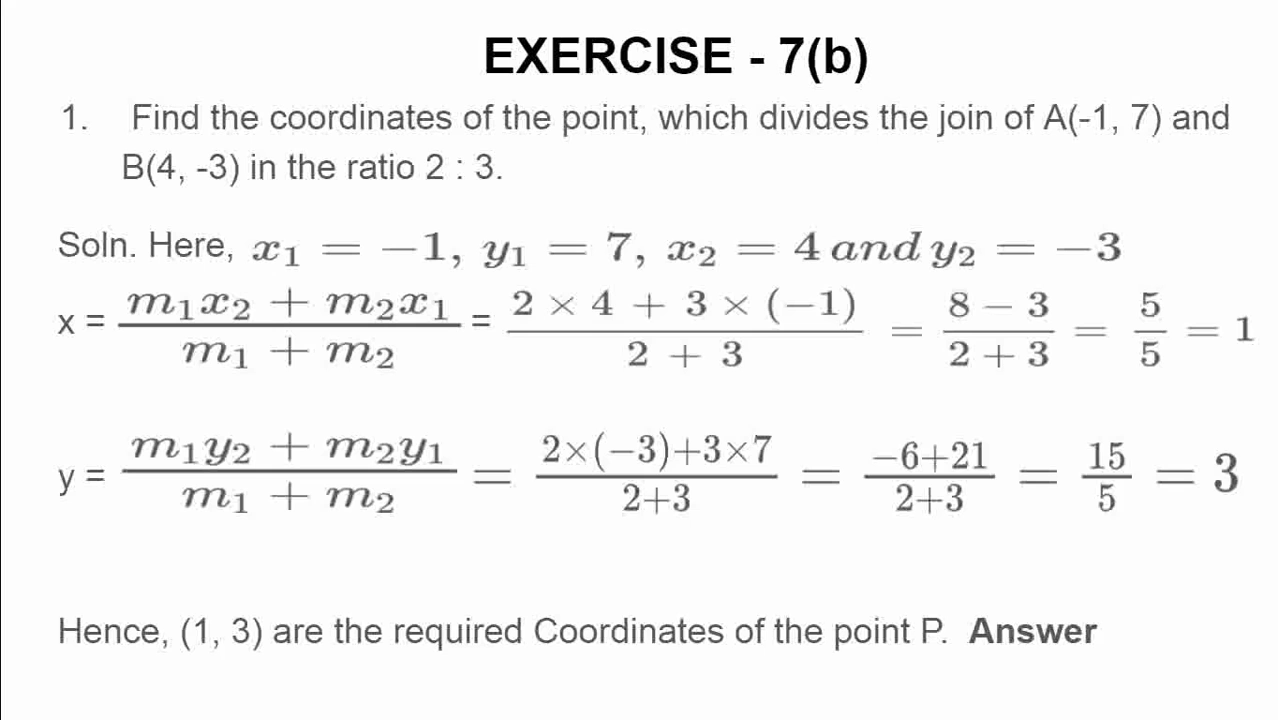 EXERCISE - 7(b)
1. Find the coordinates of the point, which divides the join of A(-1, 7) and
B(4, -3) in the ratio 2 : 3.
Soln. Here, x₁ = −1, y₁ = 7, x₂ = 4 and y₂ = −3
x = (m₁x₂ + m₂x₁)/(m₁ + m₂) = (2 × 4 + 3 × (−1))/(2 + 3) = (8 − 3)/(2 + 3) = 5/5 = 1
y = (m₁y₂ + m₂y₁)/(m₁ + m₂) = (2×(−3)+3×7)/(2+3) = (−6+21)/(2+3) = 15/5 = 3
Hence, (1, 3) are the required Coordinates of the point P. Answer